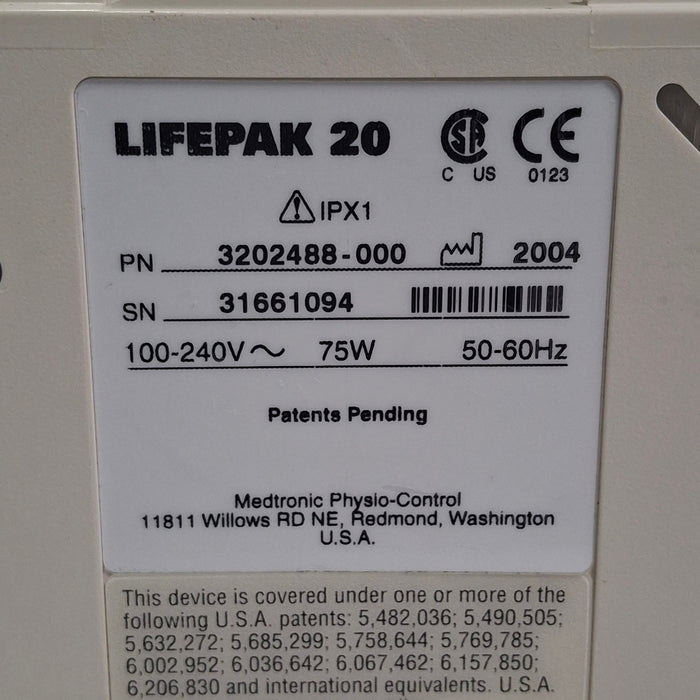 LIFEPAK 20
SA
C US
CE
0123
IPX1
PN 3202488-000 2004
SN 31661094
100-240V~ 75W 50-60Hz
Patents Pending
Medtronic Physio-Control
11811 Willows RD NE, Redmond, Washington
U.S.A.
This device is covered under one or more of the
following U.S.A. patents: 5,482,036; 5,490,505;
5,632,272; 5,685,299; 5,758,644; 5,769,785;
6,002,952; 6,036,642; 6,067,462; 6,157,850;
6,206,830 and international equivalents. U.S.A.